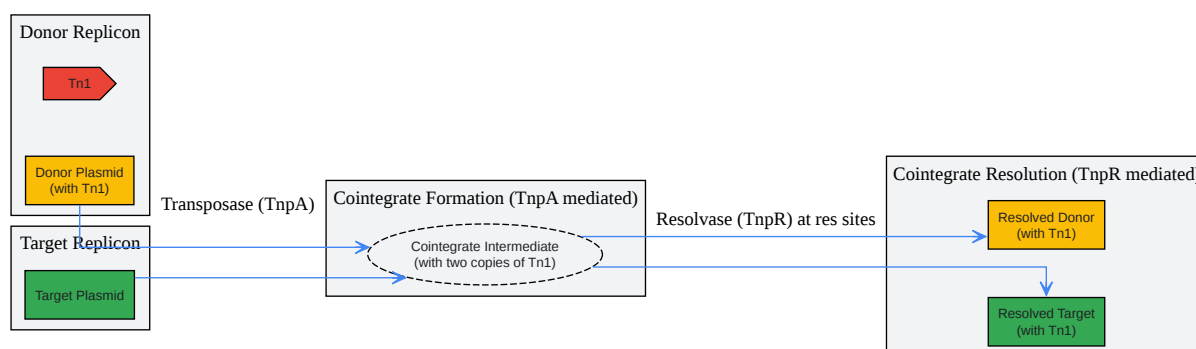 Donor Replicon
Tn1
Donor Plasmid
(with Tn1)
Transposase (TnpA)
Target Replicon
Target Plasmid
Cointegrate Formation (TnpA mediated)
Cointegrate Intermediate
(with two copies of Tn1)
Resolvase (TnpR) at res sites
Cointegrate Resolution (TnpR mediated)
Resolved Donor
(with Tn1)
Resolved Target
(with Tn1)